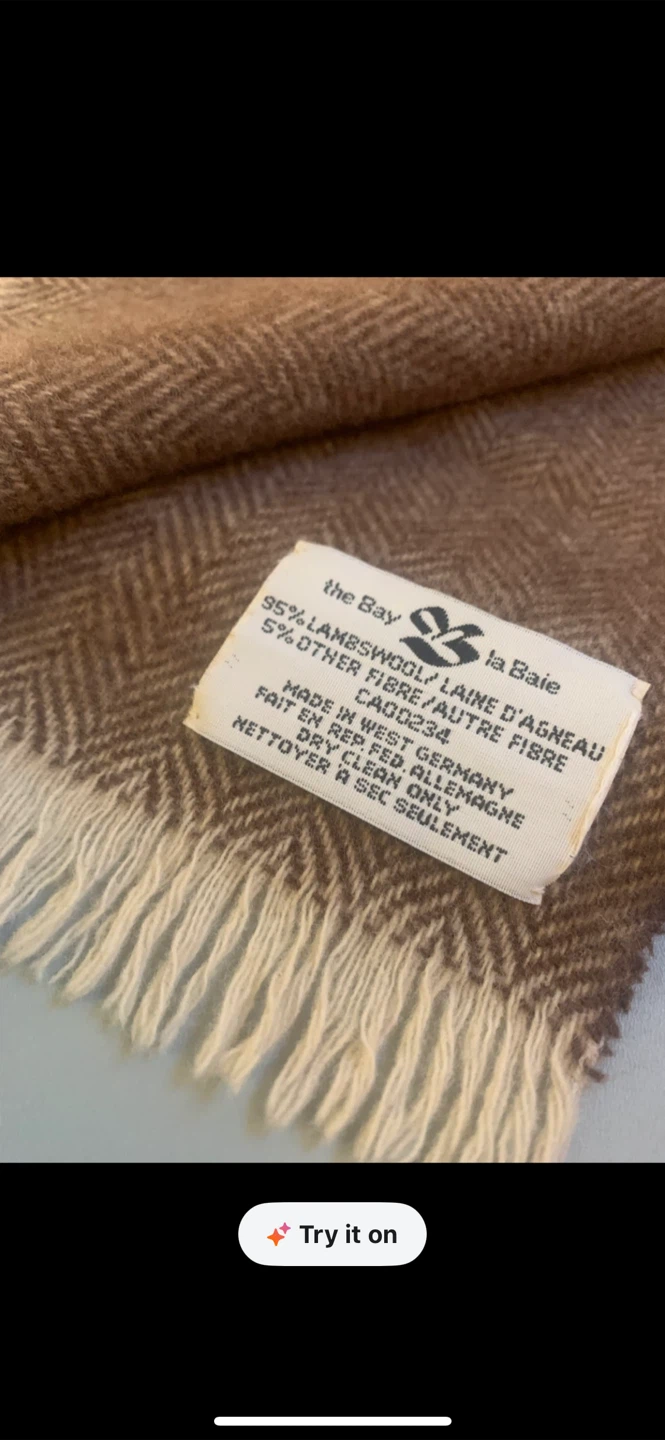 the Bay la Baie
95% LAMBSWOOL/LAINE D'AGNEAU
5% OTHER FIBRE/AUTRE FIBRE
CA00234
MADE IN WEST GERMANY
FAIT EN REP FED ALLEMAGNE
DRY CLEAN ONLY
NETTOYER A SEC SEULEMENT
Try it on